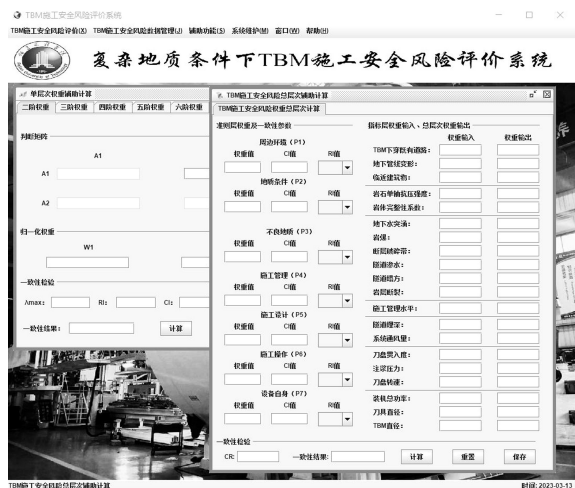 TBM施工安全风险评价系统
TBM施工安全风险评价(X) TBM施工安全风险数据管理(J) 辅助功能(S) 系统维护(M) 窗口(W) 帮助(H)
复杂地质条件下TBM施工安全风险评价系统
单层次权重辅助计算
二阶权重 三阶权重 四阶权重 五阶权重 六阶权重
判断矩阵
A1
A1
A2
归一化权重
W1
一致性检验
λmax: RI: CI:
一致性结果: 计算
TBM施工安全风险总层次辅助计算
TBM施工安全风险权重总层次计算
准则层权重及一致性参数
周边环境 (P1)
权重值 CI值 RI值
地质条件 (P2)
权重值 CI值 RI值
不良地质 (P3)
权重值 CI值 RI值
施工管理 (P4)
权重值 CI值 RI值
施工设计 (P5)
权重值 CI值 RI值
施工操作 (P6)
权重值 CI值 RI值
设备自身 (P7)
权重值 CI值 RI值
指标层权重输入、总层次权重输出
权重输入 权重输出
TBM下穿既有道路:
地下管线变形:
临近建筑物:
岩石单轴抗压强度:
岩体完整性系数:
地下水突涌:
岩爆:
断层破碎带:
隧道渗水:
隧道塌方:
岩层断裂:
施工管理水平:
隧道埋深:
系统通风量:
刀盘贯入度:
注浆压力:
刀盘转速:
装机总功率:
刀具直径:
TBM直径:
一致性检验
CR: 一致性结果: 计算 重置 保存
TBM施工安全风险总层次辅助计算 时间: 2023-03-13